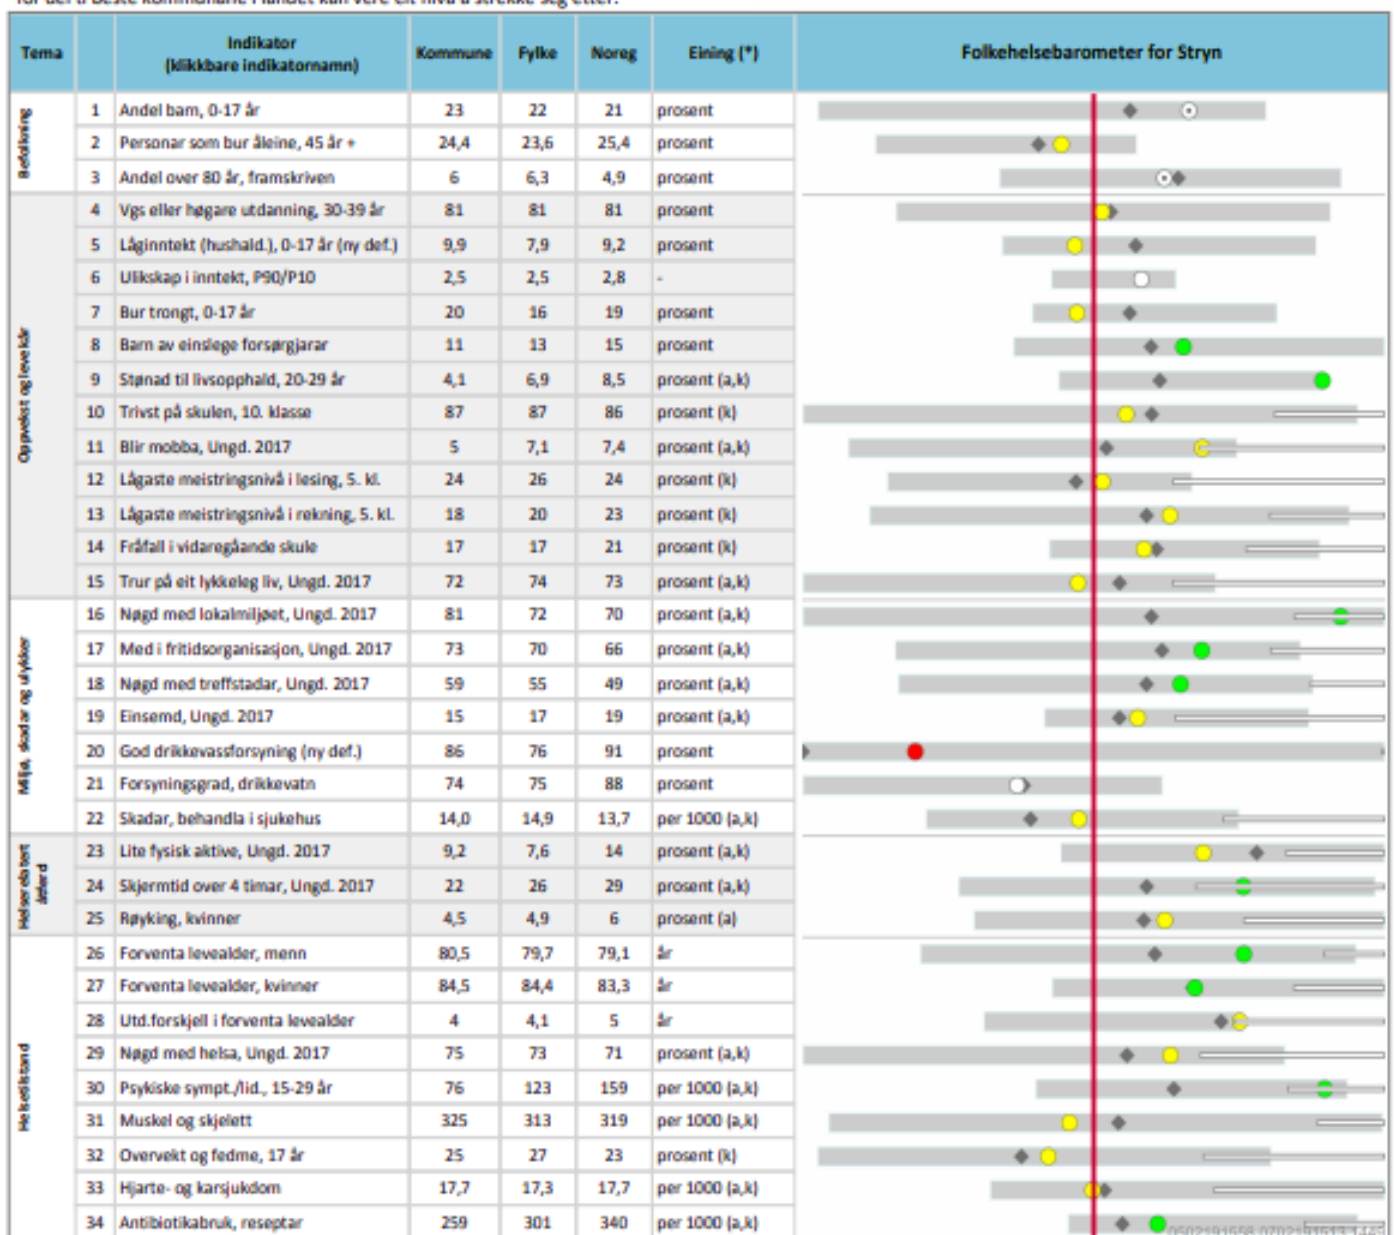 for dei ti beste kommunane i landet kan vere eit nivå å strekke seg etter.
Tema Indikator (klikkbare indikatornamn) Kommune Fylke Noreg Eining (*) Folkehelsebarometer for Stryn
Befolkning
1 Andel barn, 0-17 år 23 22 21 prosent
2 Personar som bur åleine, 45 år + 24,4 23,6 25,4 prosent
3 Andel over 80 år, framskriven 6 6,3 4,9 prosent
Oppvekst og levekår
4 Vgs eller høgare utdanning, 30-39 år 81 81 81 prosent
5 Låginntekt (hushald.), 0-17 år (ny def.) 9,9 7,9 9,2 prosent
6 Ulikskap i inntekt, P90/P10 2,5 2,5 2,8 -
7 Bur trongt, 0-17 år 20 16 19 prosent
8 Barn av einslege forsørgjarar 11 13 15 prosent
9 Stønad til livsopphald, 20-29 år 4,1 6,9 8,5 prosent (a,k)
10 Trivst på skulen, 10. klasse 87 87 86 prosent (k)
11 Blir mobba, Ungd. 2017 5 7,1 7,4 prosent (a,k)
12 Lågaste meistringsnivå i lesing, 5. kl. 24 26 24 prosent (k)
13 Lågaste meistringsnivå i rekning, 5. kl. 18 20 23 prosent (k)
14 Fråfall i vidaregåande skule 17 17 21 prosent (k)
15 Trur på eit lykkeleg liv, Ungd. 2017 72 74 73 prosent (a,k)
Miljø, skadar og ulykker
16 Nøgd med lokalmiljøet, Ungd. 2017 81 72 70 prosent (a,k)
17 Med i fritidsorganisasjon, Ungd. 2017 73 70 66 prosent (a,k)
18 Nøgd med treffstadar, Ungd. 2017 59 55 49 prosent (a,k)
19 Einsemd, Ungd. 2017 15 17 19 prosent (a,k)
20 God drikkevassforsyning (ny def.) 86 76 91 prosent
21 Forsyningsgrad, drikkevatn 74 75 88 prosent
22 Skadar, behandla i sjukehus 14,0 14,9 13,7 per 1000 (a,k)
Helserelatert åtferd
23 Lite fysisk aktive, Ungd. 2017 9,2 7,6 14 prosent (a,k)
24 Skjermtid over 4 timar, Ungd. 2017 22 26 29 prosent (a,k)
25 Røyking, kvinner 4,5 4,9 6 prosent (a)
Helsetilstand
26 Forventa levealder, menn 80,5 79,7 79,1 år
27 Forventa levealder, kvinner 84,5 84,4 83,3 år
28 Utd.forskjell i forventa levealder 4 4,1 5 år
29 Nøgd med helsa, Ungd. 2017 75 73 71 prosent (a,k)
30 Psykiske sympt./lid., 15-29 år 76 123 159 per 1000 (a,k)
31 Muskel og skjelett 325 313 319 per 1000 (a,k)
32 Overvekt og fedme, 17 år 25 27 23 prosent (k)
33 Hjarte- og karsjukdom 17,7 17,3 17,7 per 1000 (a,k)
34 Antibiotikabruk, reseptar 259 301 340 per 1000 (a,k)